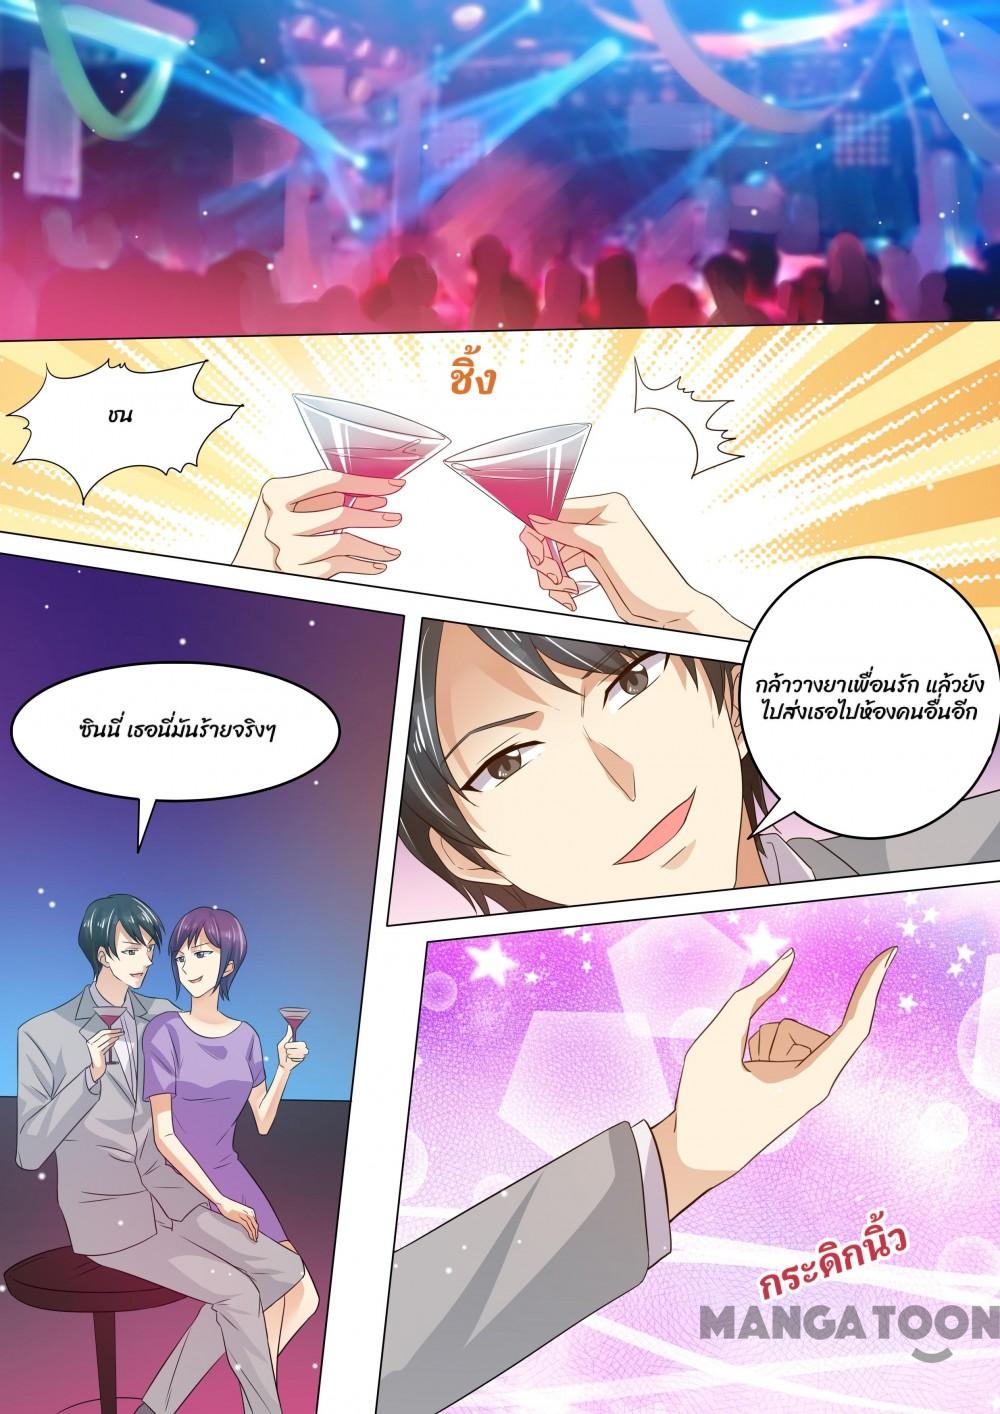 ชิ้ง
ชน
ซินนี่ เธอนี่มันร้ายจริงๆ
กล้าวางยาเพื่อนรัก แล้วยัง
ไปส่งเธอไปห้องคนอื่นอีก
กระดิกนิ้ว
MANGATOON